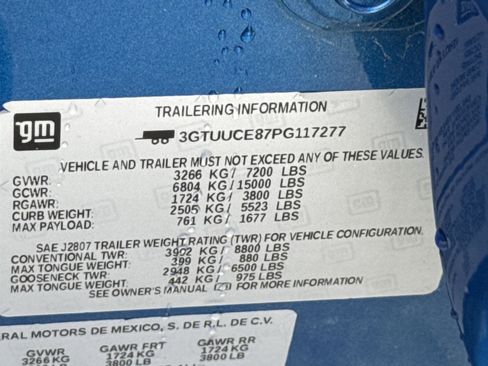 gm
TRAILERING INFORMATION
3GTUUCE87PG117277
VEHICLE AND TRAILER MUST NOT EXCEED ANY OF THESE VALUES.
GVWR: 3266 KG/ 7200 LBS
GCWR: 6804 KG/15000 LBS
RGAWR: 1724 KG/ 3800 LBS
CURB WEIGHT: 2505 KG/ 5523 LBS
MAX PAYLOAD: 761 KG/ 1677 LBS
SAE J2807 TRAILER WEIGHT RATING (TWR) FOR VEHICLE CONFIGURATION.
CONVENTIONAL TWR: 3902 KG/ 8800 LBS
MAX TONGUE WEIGHT: 399 KG/ 880 LBS
GOOSENECK TWR: 2948 KG/ 6500 LBS
MAX TONGUE WEIGHT: 442 KG/ 975 LBS
SEE OWNER'S MANUAL FOR MORE INFORMATION
ERAL MOTORS DE MEXICO, S. DE R.L. DE C.V.
GVWR GAWR FRT GAWR RR
3266 KG 1724 KG 1724 KG
3800 LB 3800 LB